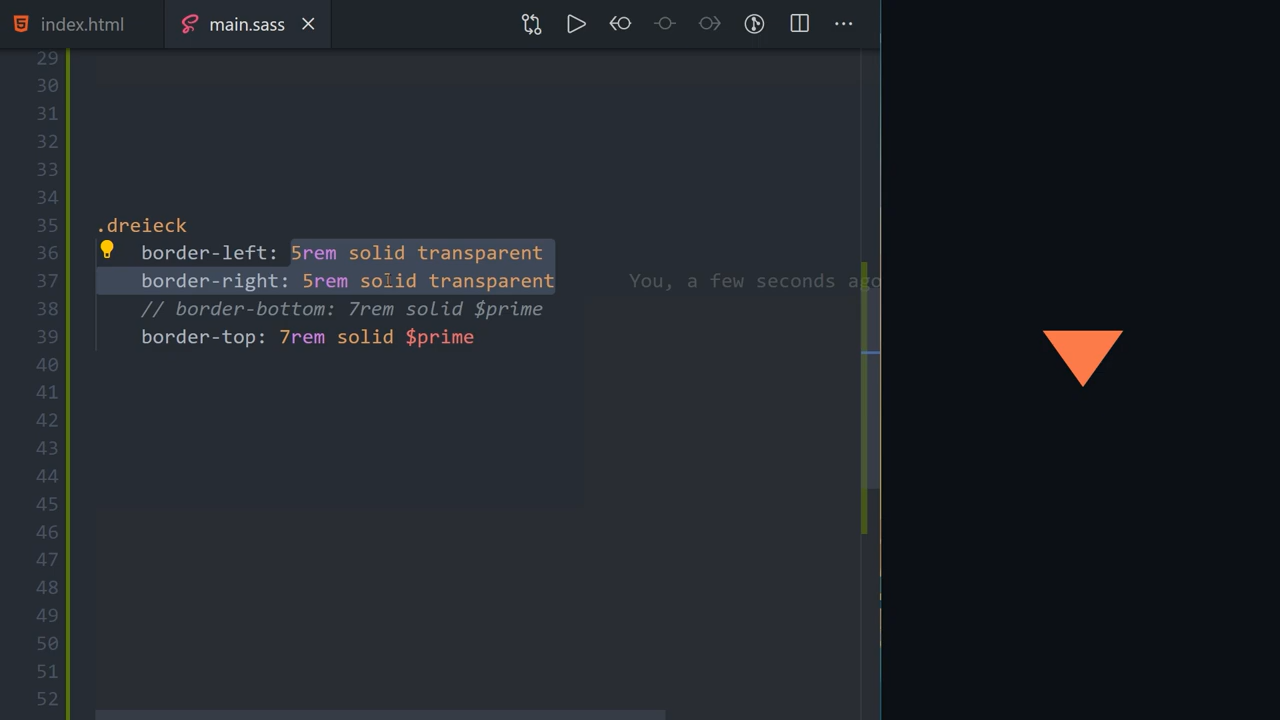 index.html
main.sass
29
30
31
32
33
34
35 .dreieck
36 border-left: 5rem solid transparent
37 border-right: 5rem solid transparent You, a few seconds ago
38 // border-bottom: 7rem solid $prime
39 border-top: 7rem solid $prime
40
41
42
43
44
45
46
47
48
49
50
51
52